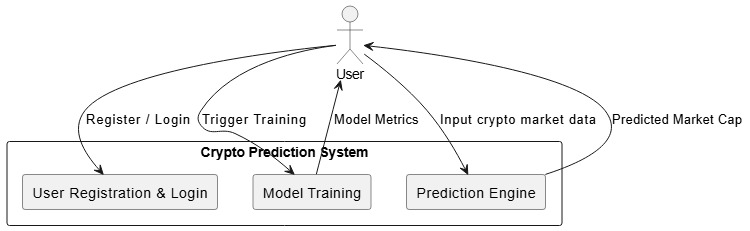 User
Register / Login
Trigger Training
Model Metrics
Input crypto market data
Predicted Market Cap
Crypto Prediction System
User Registration & Login
Model Training
Prediction Engine